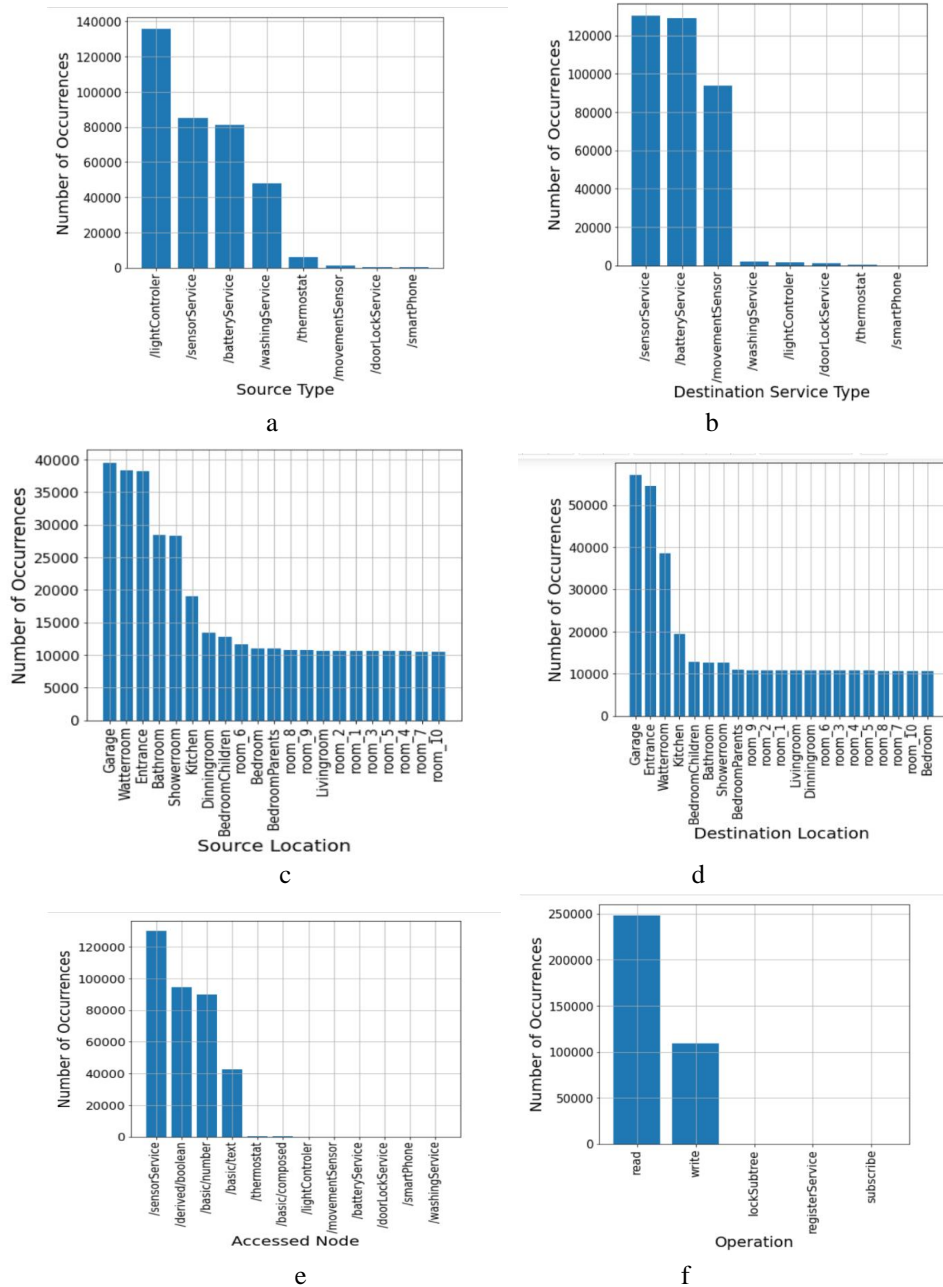 140000
120000
100000
80000
60000
40000
20000
0
Number of Occurrences
/lightControler
/sensorService
/batteryService
/washingService
/thermostat
/movementSensor
/doorLockService
/smartPhone
Source Type
a
120000
100000
80000
60000
40000
20000
0
Number of Occurrences
/sensorService
/batteryService
/movementSensor
/washingService
/lightControler
/doorLockService
/thermostat
/smartPhone
Destination Service Type
b
40000
35000
30000
25000
20000
15000
10000
5000
0
Number of Occurrences
Garage
Watterroom
Entrance
Bathroom
Showerroom
Kitchen
Dinningroom
BedroomChildren
room_6
Bedroom
BedroomParents
room_8
room_9
Livingroom
room_2
room_1
room_3
room_5
room_4
room_7
room_10
Source Location
c
50000
40000
30000
20000
10000
0
Number of Occurrences
Garage
Entrance
Watterroom
Kitchen
BedroomChildren
Bathroom
Showerroom
BedroomParents
room_9
room_2
room_1
Livingroom
Dinningroom
room_6
room_3
room_4
room_5
room_8
room_7
room_10
Bedroom
Destination Location
d
120000
100000
80000
60000
40000
20000
0
Number of Occurrences
/sensorService
/derived/boolean
/basic/number
/basic/text
/thermostat
/basic/composed
/lightControler
/movementSensor
/batteryService
/doorLockService
/smartPhone
/washingService
Accessed Node
e
250000
200000
150000
100000
50000
0
Number of Occurrences
read
write
lockSubtree
registerService
subscribe
Operation
f